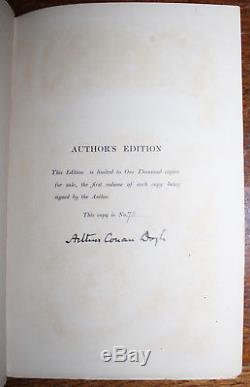 AUTHOR'S EDITION
This Edition is limited to One Thousand copies
for sale, the first volume of each copy being
signed by the Author.
This copy is No.
Arthur Conan Doyle